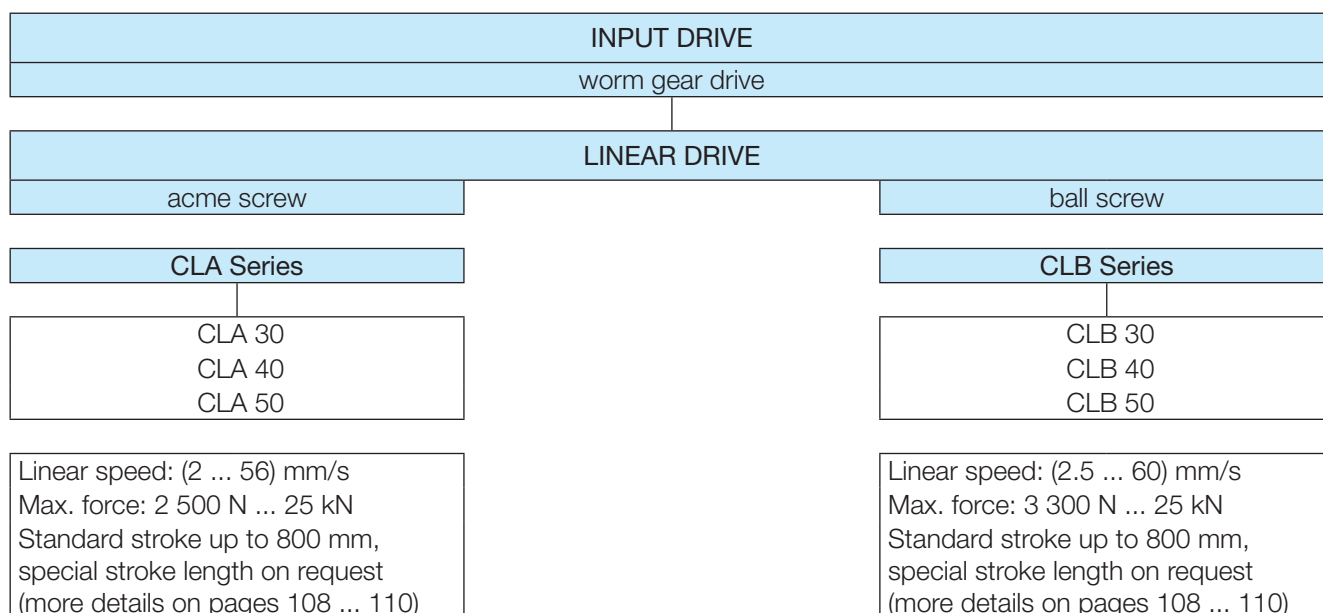 INPUT DRIVE
worm gear drive
LINEAR DRIVE
acme screw
ball screw
CLA Series
CLB Series
CLA 30
CLA 40
CLA 50
CLB 30
CLB 40
CLB 50
Linear speed: (2 ... 56) mm/s
Max. force: 2 500 N ... 25 kN
Standard stroke up to 800 mm,
special stroke length on request
(more details on pages 108 ... 110)
Linear speed: (2.5 ... 60) mm/s
Max. force: 3 300 N ... 25 kN
Standard stroke up to 800 mm,
special stroke length on request
(more details on pages 108 ... 110)